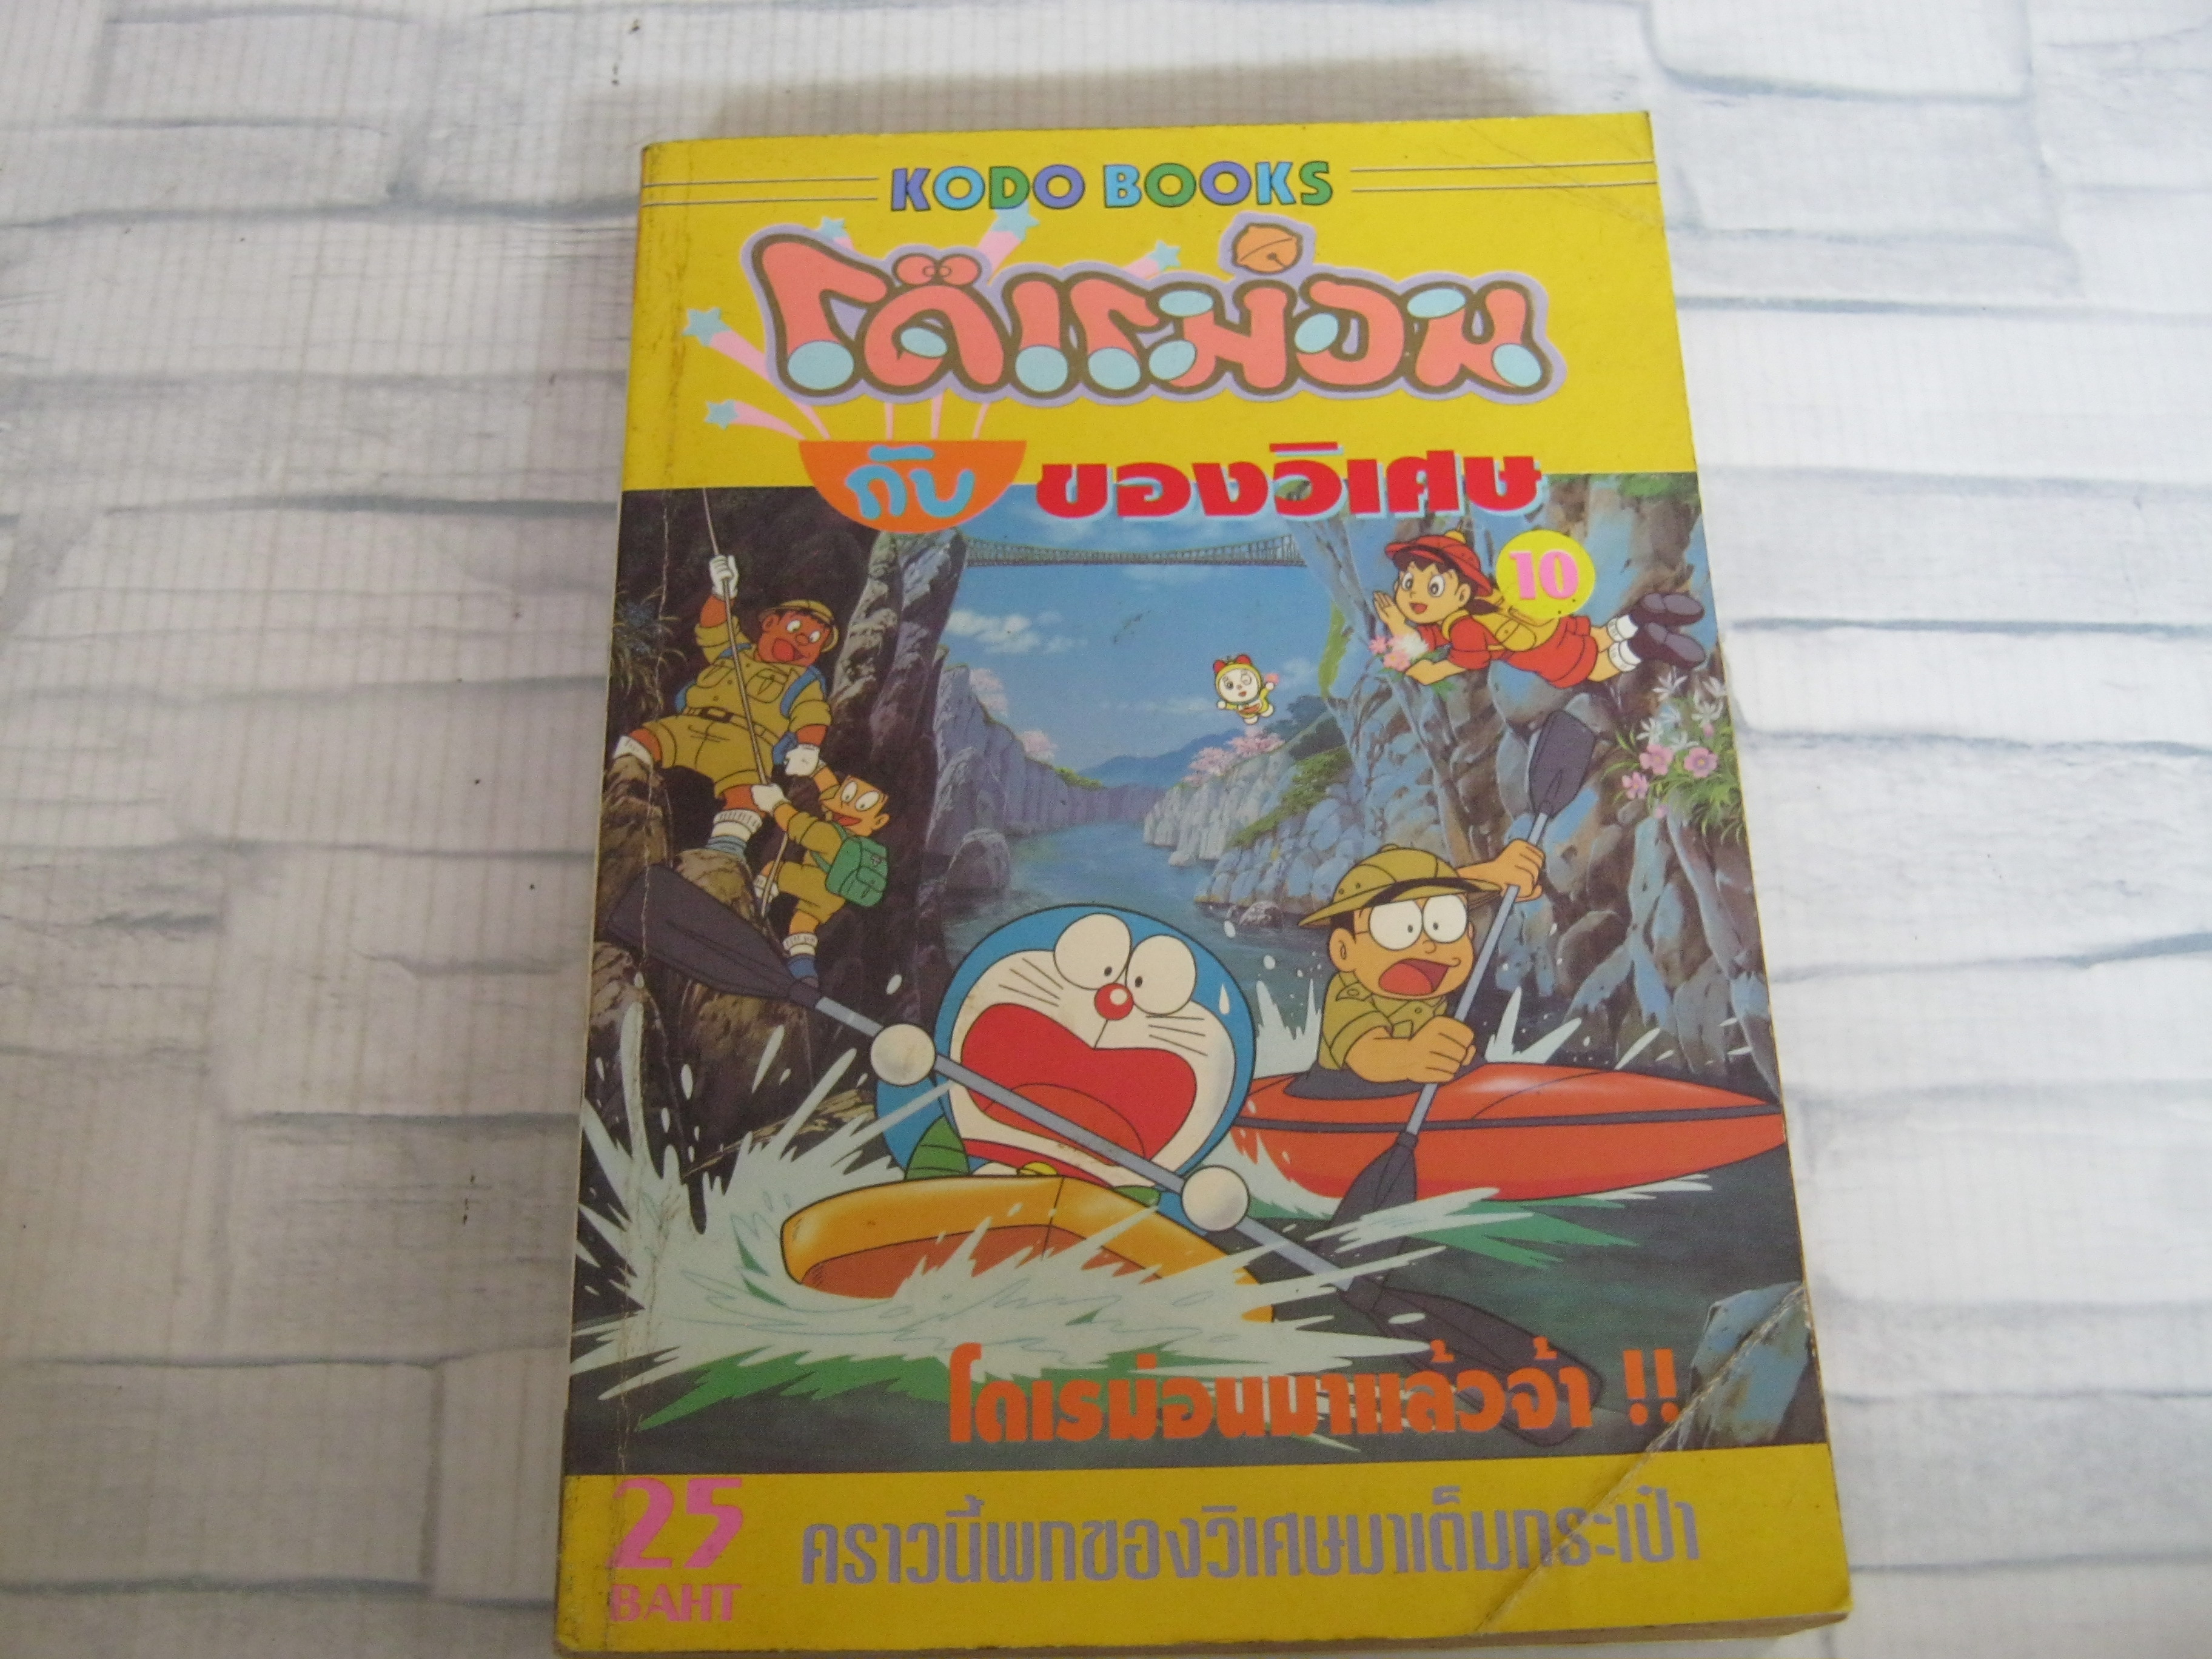 KODO BOOKS
โดเรม่อน
กับ ของวิเศษ
10
โดเรม่อนมาแล้วจ้า !!
25
BAHT
คราวนี้พกของวิเศษมาเต็มกระเป๋า